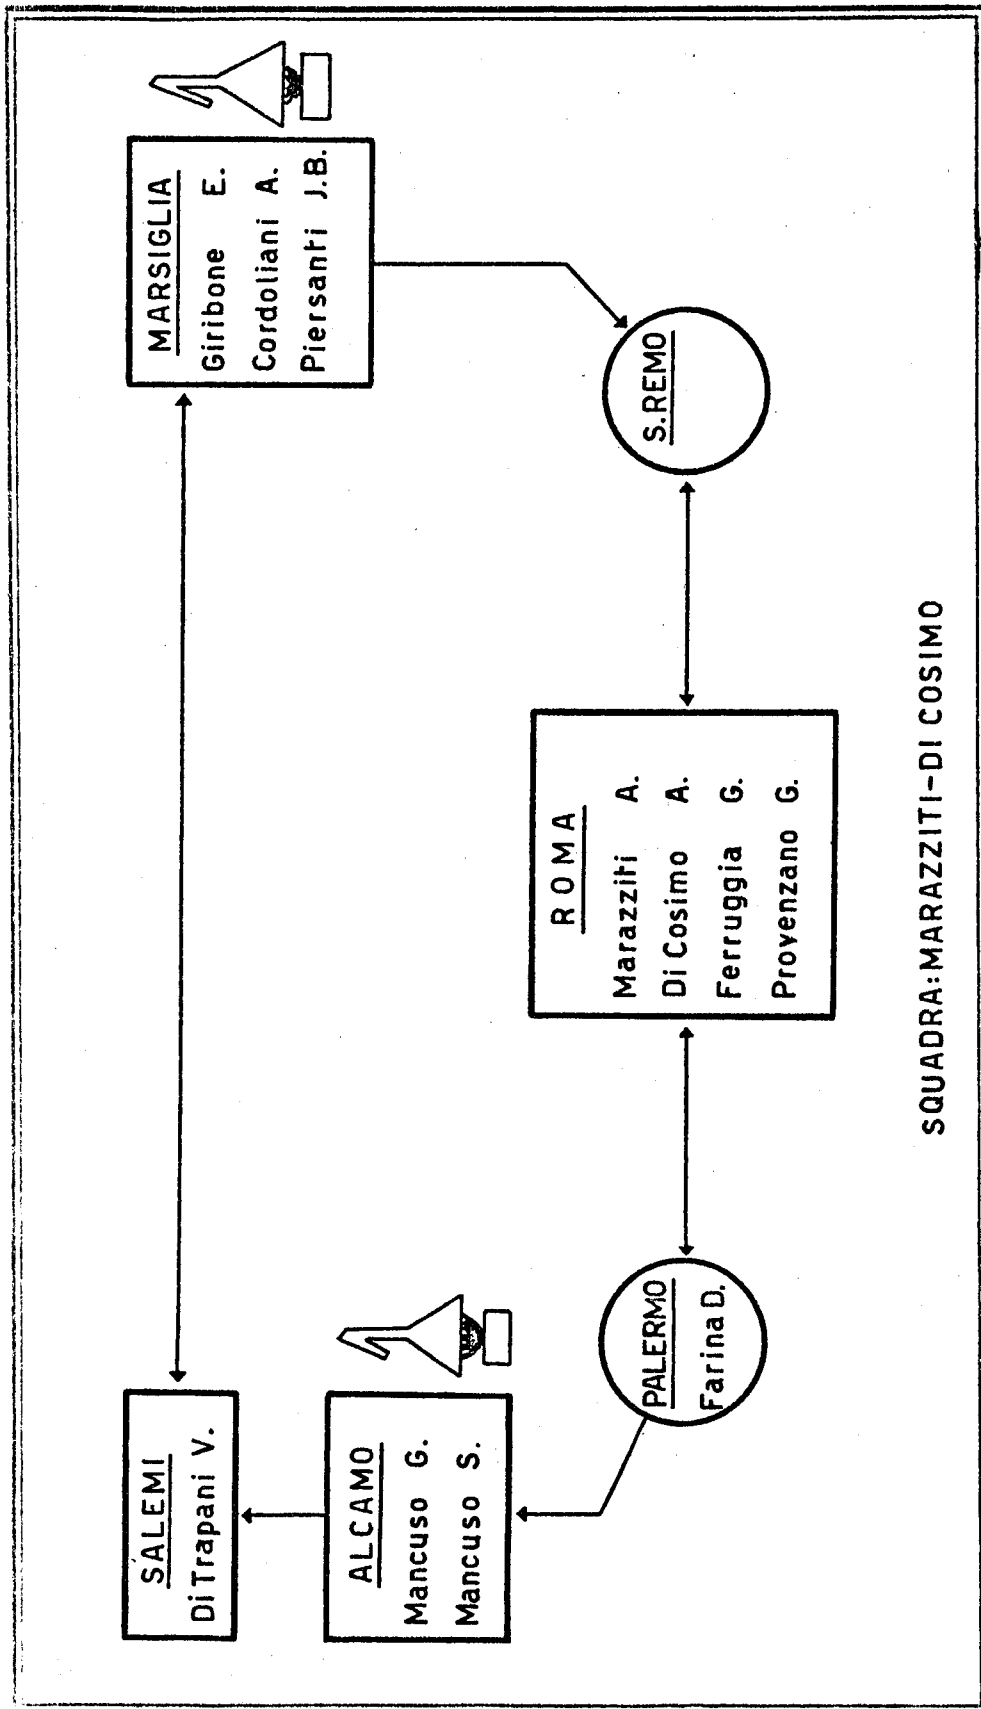 SALEMI
Di Trapani V.
ALCAMO
Mancuso G.
Mancuso S.
PALERMO
Farina D.
ROMA
Marazziti A.
Di Cosimo A.
Ferruggia G.
Provenzano G.
S.REMO
MARSIGLIA
Giribone E.
Cordoliani A.
Piersanti J.B.
SQUADRA:MARAZZITI-DI COSIMO